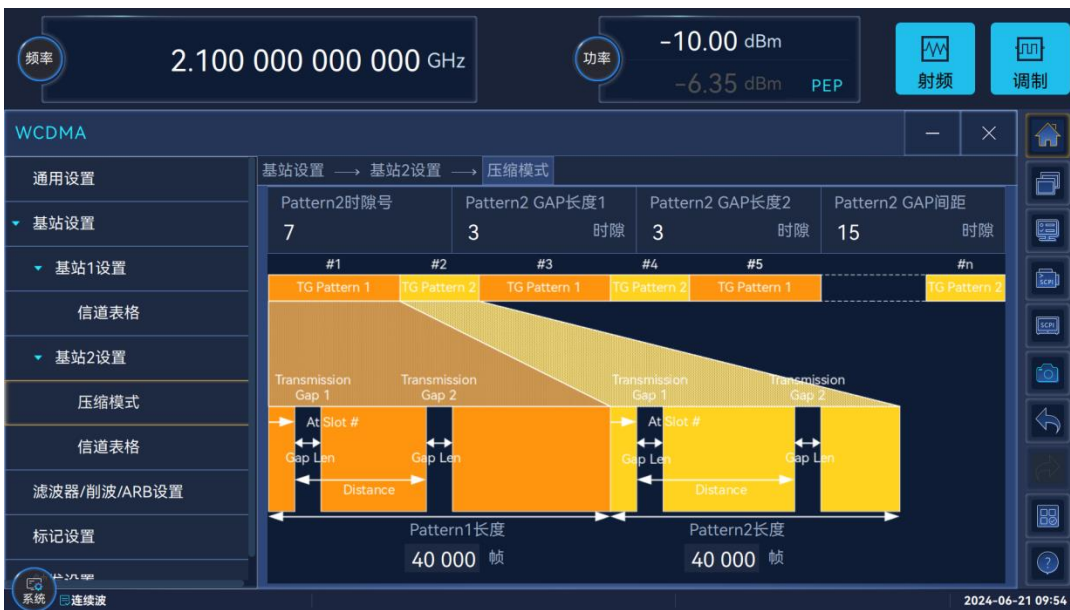 频率
2.100 000 000 000 GHz
功率
-10.00 dBm
-6.35 dBm PEP
射频
调制
WCDMA
通用设置
基站设置
基站1设置
信道表格
基站2设置
压缩模式
信道表格
滤波器/削波/ARB设置
标记设置
基站设置 → 基站2设置 → 压缩模式
Pattern2时隙号 Pattern2 GAP长度1 Pattern2 GAP长度2 Pattern2 GAP间距
7 3 时隙 3 时隙 15 时隙
#1 #2 #3 #4 #5 #n
TG Pattern 1 TG Pattern 2 TG Pattern 1 TG Pattern 2 TG Pattern 1 TG Pattern 2
Transmission Transmission Transmission Transmission
Gap 1 Gap 2 Gap 1 Gap 2
At Slot # At Slot #
Gap Len Gap Len Gap Len Gap Len
Distance Distance
Pattern1长度 Pattern2长度
40 000 帧 40 000 帧
SCPI
SCPI
?
系统
连续波
2024-06-21 09:54